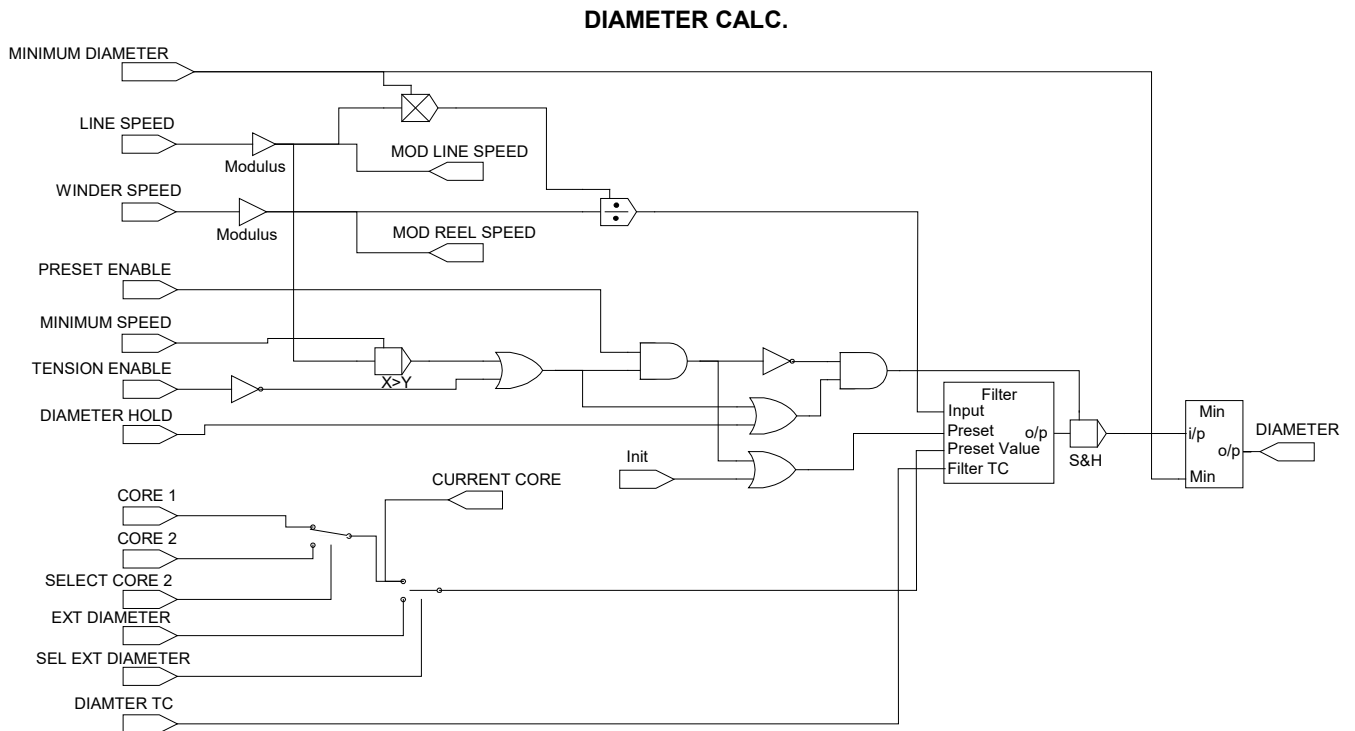 DIAMETER CALC.
MINIMUM DIAMETER
LINE SPEED
Modulus
MOD LINE SPEED
WINDER SPEED
Modulus
MOD REEL SPEED
PRESET ENABLE
MINIMUM SPEED
X>Y
TENSION ENABLE
DIAMETER HOLD
Filter
Input
Preset
o/p
Preset Value
Filter TC
S&H
Min
i/p
o/p
Min
DIAMETER
Init
CURRENT CORE
CORE 1
CORE 2
SELECT CORE 2
EXT DIAMETER
SEL EXT DIAMETER
DIAMTER TC